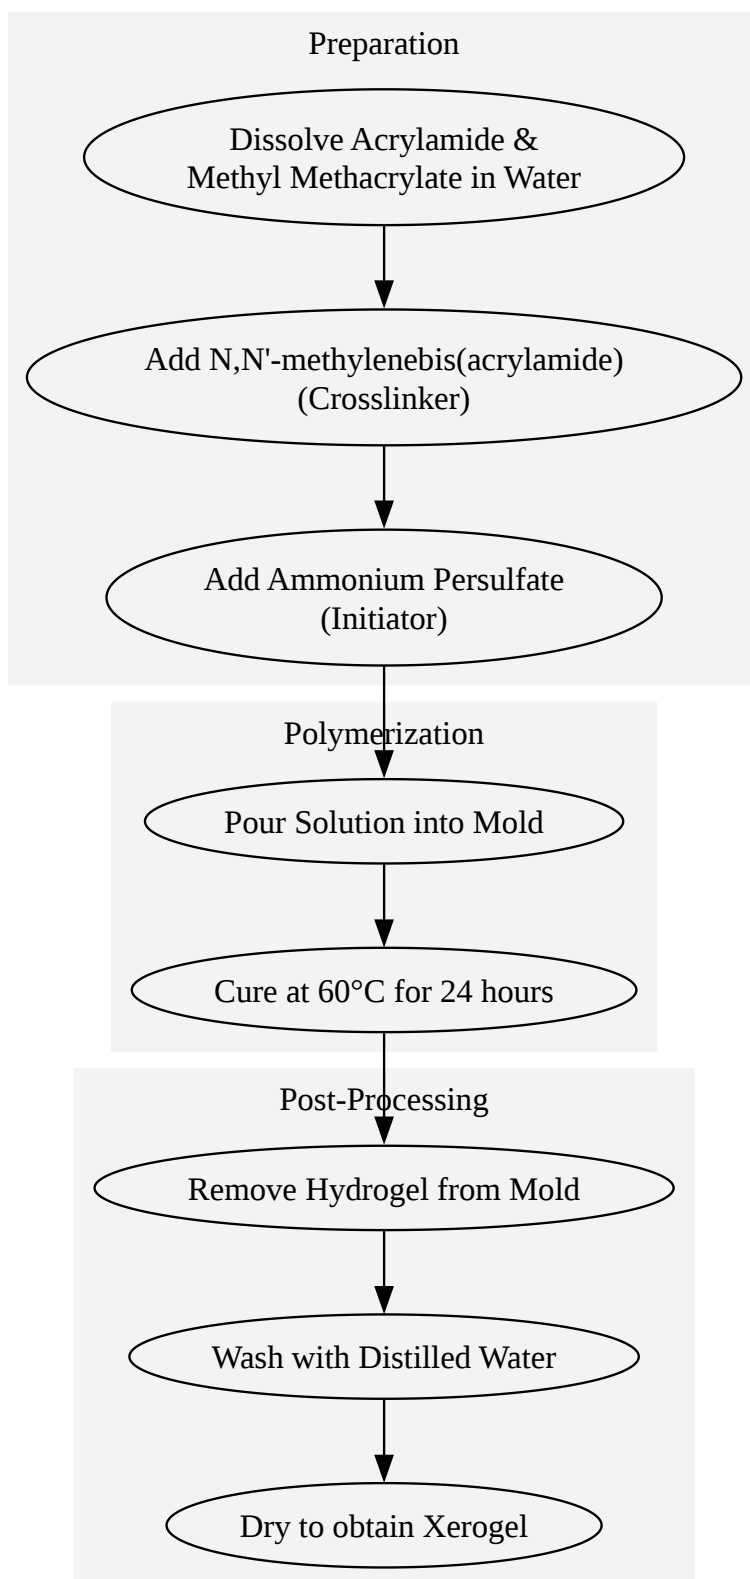 Preparation
Dissolve Acrylamide &
Methyl Methacrylate in Water
Add N,N'-methylenebis(acrylamide)
(Crosslinker)
Add Ammonium Persulfate
(Initiator)
Polymerization
Pour Solution into Mold
Cure at 60°C for 24 hours
Post-Processing
Remove Hydrogel from Mold
Wash with Distilled Water
Dry to obtain Xerogel